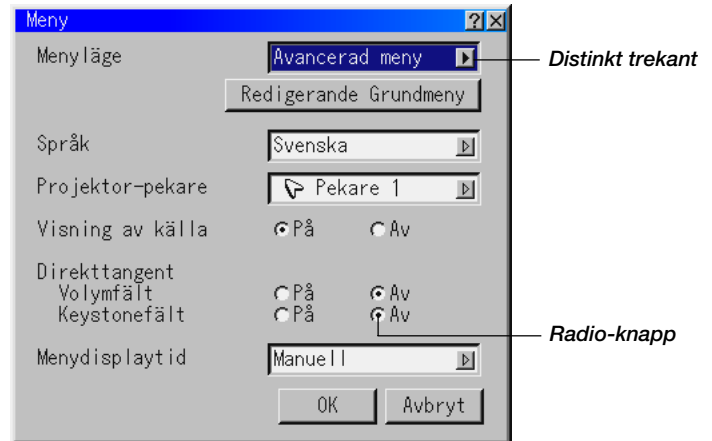 Meny
Menyläge Avancerad meny
Distinkt trekant
Redigerande Grundmeny
Språk Svenska
Projektor-pekare Pekare 1
Visning av källa På Av
Direkttangent
Volymfält På Av
Keystonefält På Av
Radio-knapp
Menydisplaytid Manuell
OK Avbryt